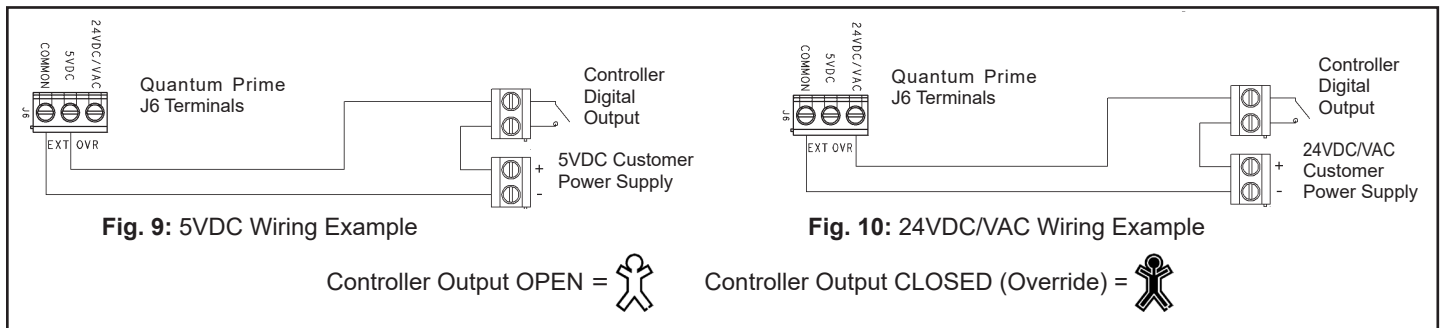 COMMON
5VDC
24VDC/VAC
J6
EXT OVR
Quantum Prime
J6 Terminals
Controller
Digital
Output
+
-
5VDC Customer
Power Supply
Fig. 9: 5VDC Wiring Example
COMMON
5VDC
24VDC/VAC
J6
EXT OVR
Quantum Prime
J6 Terminals
Controller
Digital
Output
+
-
24VDC/VAC
Customer
Power Supply
Fig. 10: 24VDC/VAC Wiring Example
Controller Output OPEN =
Controller Output CLOSED (Override) =